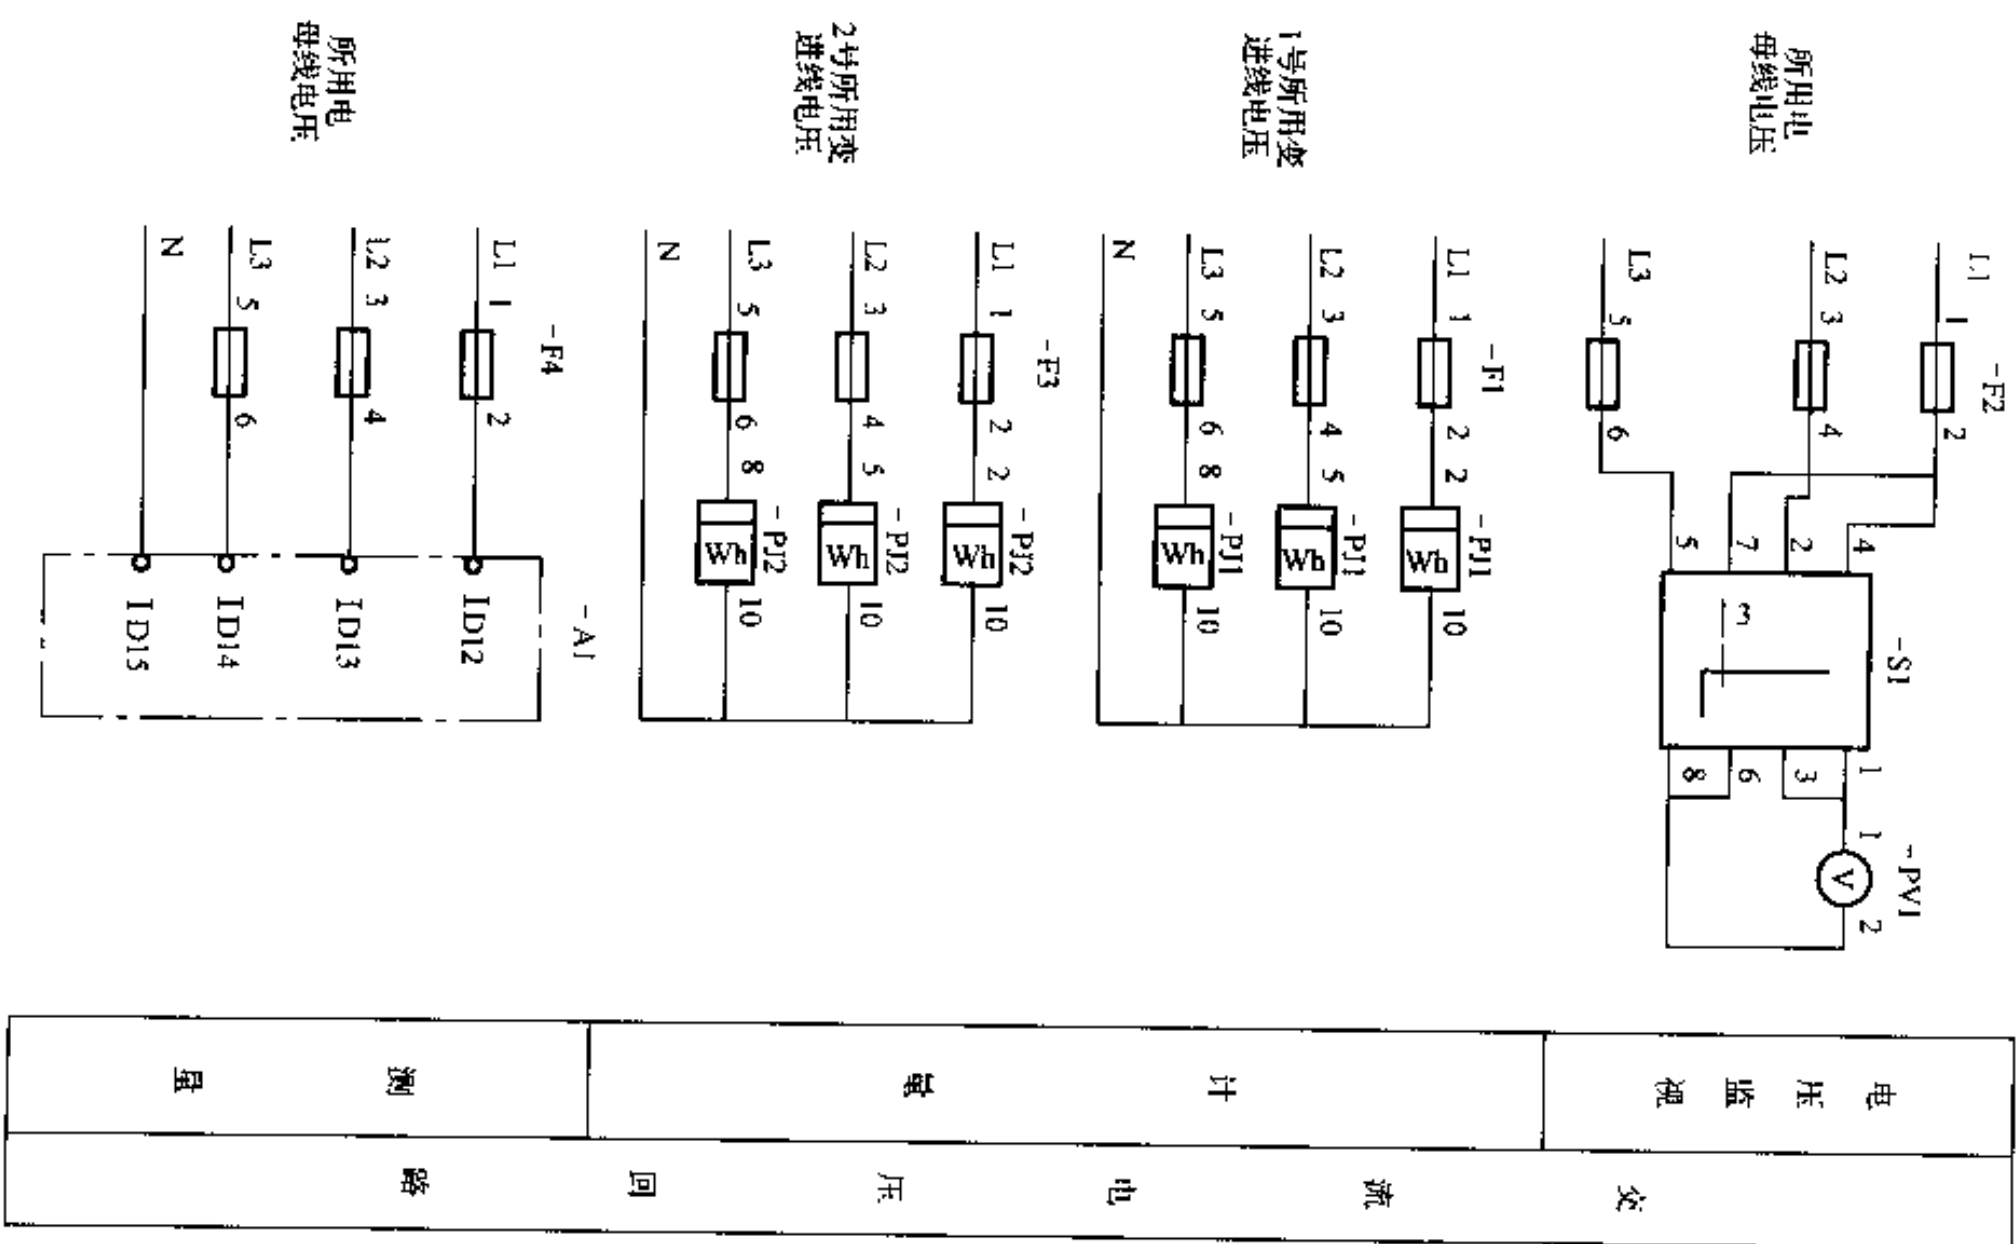 所用电
母线电压
L1 1 -F2 2
L2 3 4
L3 5 6
4 2 7 5
3
-S1
1 3 6 8
1 V 2 -PV1
电压监视
1号所用变
进线电压
L1 1 -F1 2 2 Wh -PJ1 10
L2 3 4 5 Wh -PJ1 10
L3 5 6 8 Wh -PJ1 10
N
2号所用变
进线电压
L1 1 -F3 2 2 Wh -PJ2 10
L2 3 4 5 Wh -PJ2 10
L3 5 6 8 Wh -PJ2 10
N
计量
所用电
母线电压
-A1
L1 1 -F4 2 I D12
L2 3 4 I D13
L3 5 6 I D14
N I D15
测量
交流电压回路